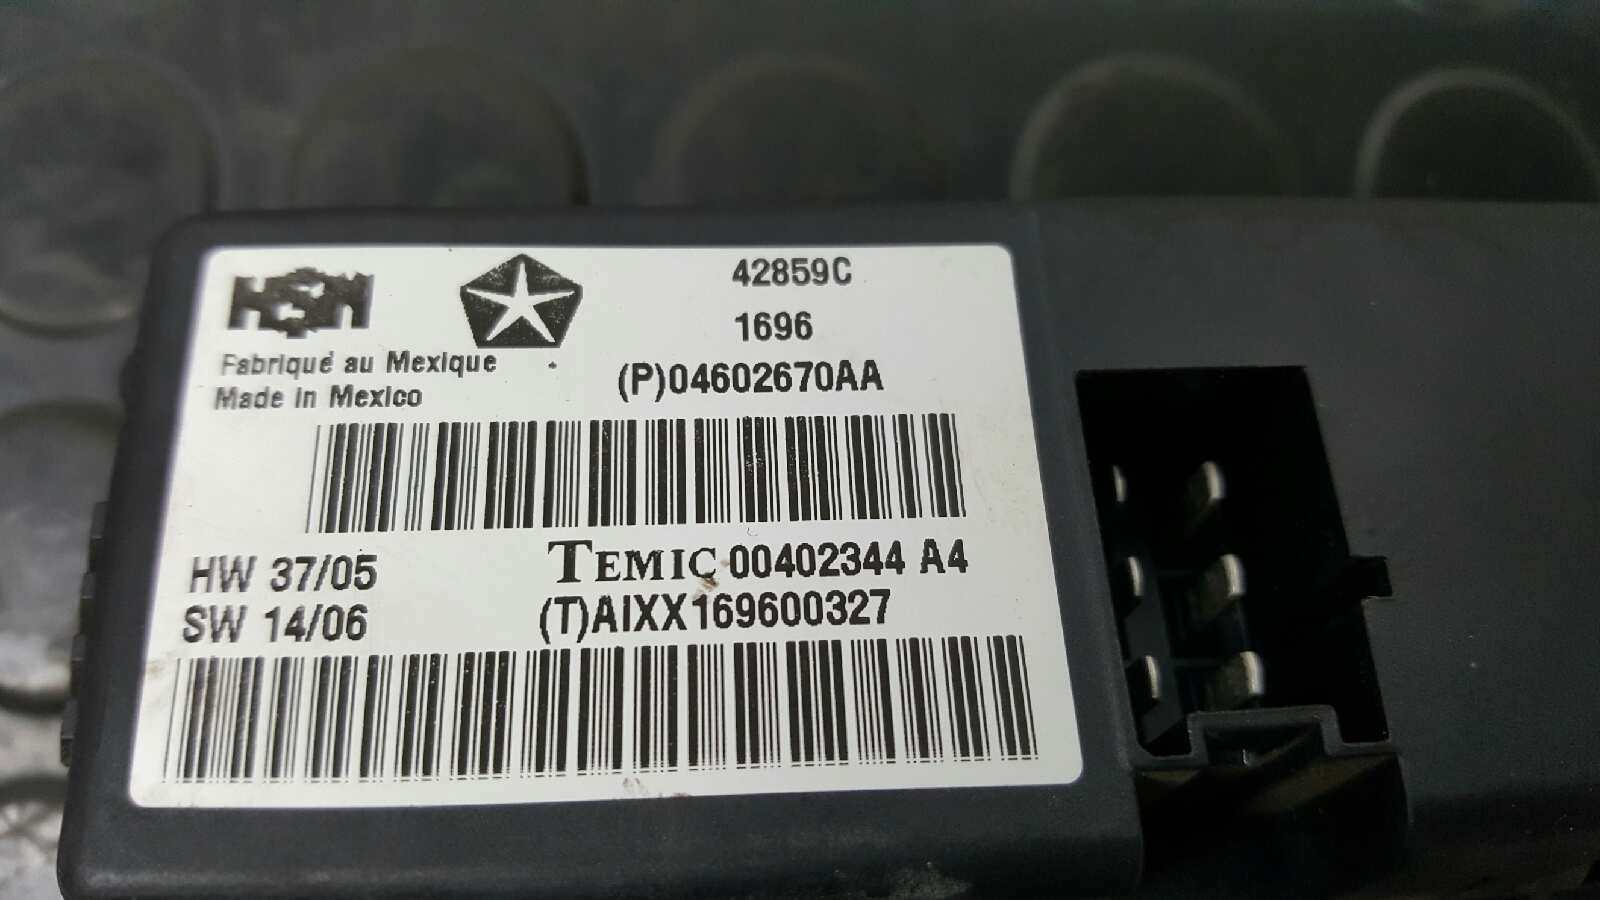 HSM
42859C
1696
Fabriqué au Mexique
Made in Mexico
(P)04602670AA
HW 37/05
TEMIC 00402344 A4
SW 14/06
(T)AIXX169600327